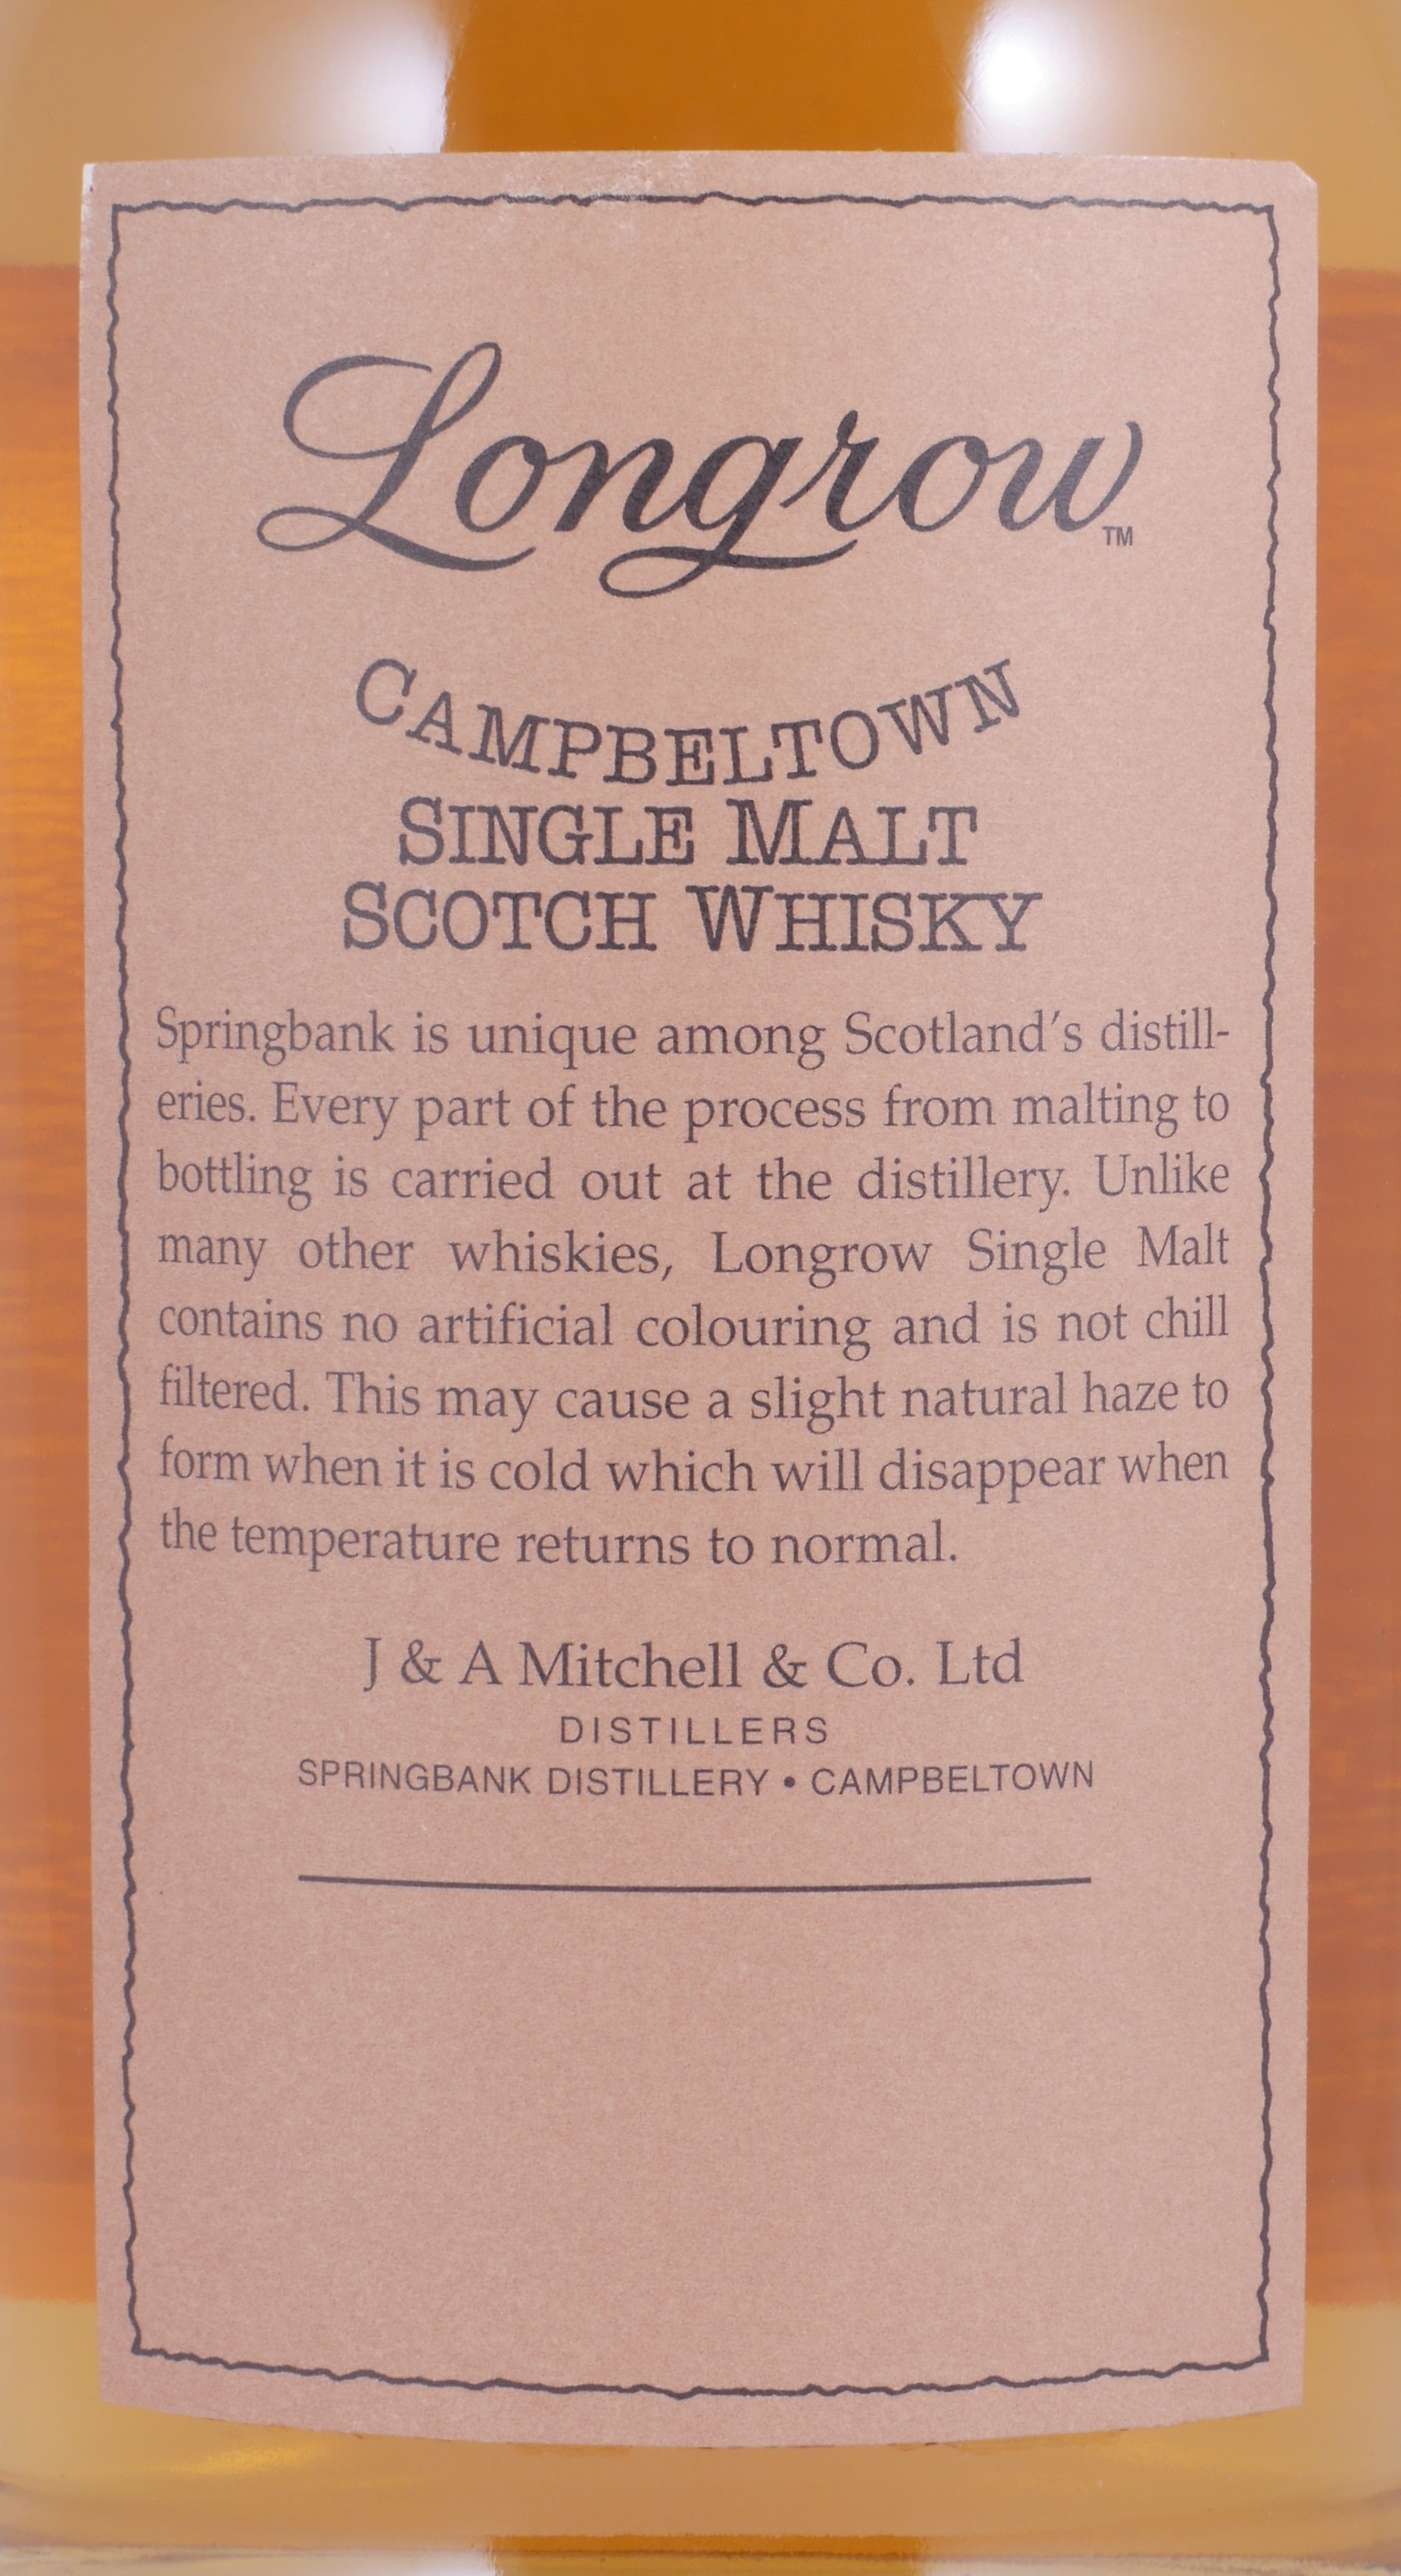 Longrow™
CAMPBELTOWN
SINGLE MALT
SCOTCH WHISKY
Springbank is unique among Scotland's distill-
eries. Every part of the process from malting to
bottling is carried out at the distillery. Unlike
many other whiskies, Longrow Single Malt
contains no artificial colouring and is not chill
filtered. This may cause a slight natural haze to
form when it is cold which will disappear when
the temperature returns to normal.
J & A Mitchell & Co. Ltd
DISTILLERS
SPRINGBANK DISTILLERY • CAMPBELTOWN